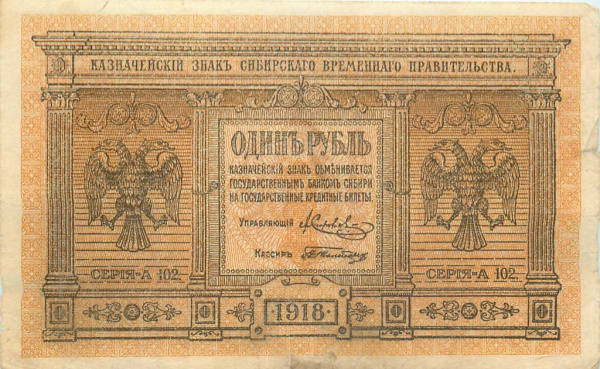 КАЗНАЧЕЙСКІЙ ЗНАКЪ СИБИРСКАГО ВРЕМЕННАГО ПРАВИТЕЛЬСТВА.
ОДИНЪ РУБЛЬ
КАЗНАЧЕЙСКІЙ ЗНАКЪ ОБМѢНИВАЕТСЯ
ГОСУДАРСТВЕННЫМЪ БАНКОМЪ СИБИРИ
НА ГОСУДАРСТВЕННЫЕ КРЕДИТНЫЕ БИЛЕТЫ.
УПРАВЛЯЮЩІЙ
КАССИРЪ
СЕРІЯ-А 102.
СЕРІЯ-А 102.
·1918·